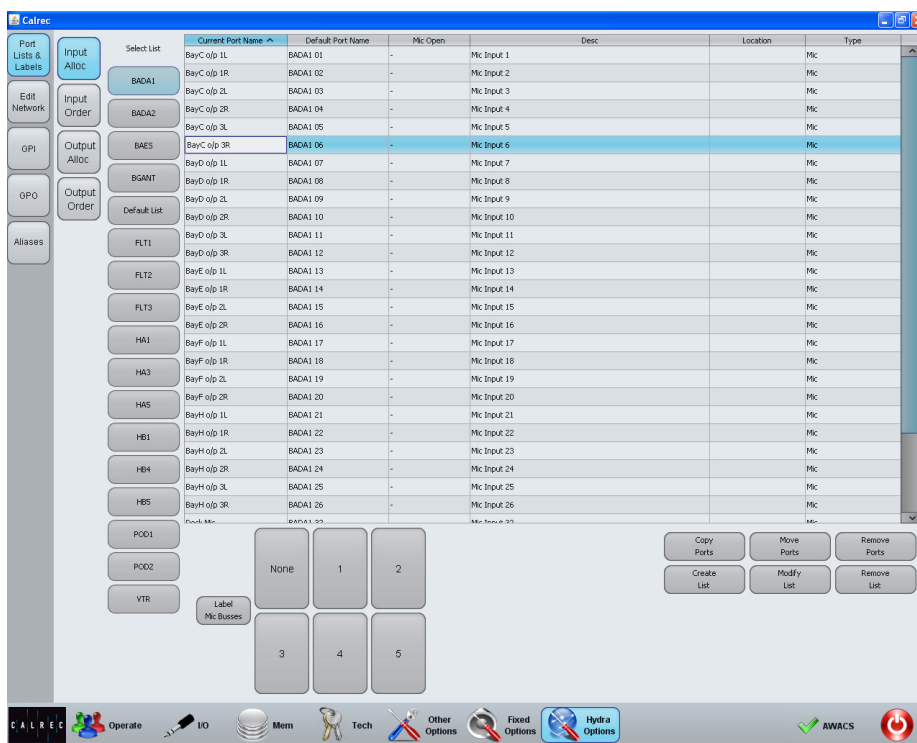 Calrec
Port Lists & Labels
Edit Network
GPI
GPO
Aliases
Input Alloc
Input Order
Output Alloc
Output Order
Select List
BADA1
BADA2
BAES
BGANT
Default List
FLT1
FLT2
FLT3
HA1
HA3
HA5
HB1
HB4
HB5
POD1
POD2
VTR
Current Port Name Default Port Name Mic Open Desc Location Type
BayC o/p 1L BADA1 01 - Mic Input 1 Mic
BayC o/p 1R BADA1 02 - Mic Input 2 Mic
BayC o/p 2L BADA1 03 - Mic Input 3 Mic
BayC o/p 2R BADA1 04 - Mic Input 4 Mic
BayC o/p 3L BADA1 05 - Mic Input 5 Mic
BayC o/p 3R BADA1 06 - Mic Input 6 Mic
BayD o/p 1L BADA1 07 - Mic Input 7 Mic
BayD o/p 1R BADA1 08 - Mic Input 8 Mic
BayD o/p 2L BADA1 09 - Mic Input 9 Mic
BayD o/p 2R BADA1 10 - Mic Input 10 Mic
BayD o/p 3L BADA1 11 - Mic Input 11 Mic
BayD o/p 3R BADA1 12 - Mic Input 12 Mic
BayE o/p 1L BADA1 13 - Mic Input 13 Mic
BayE o/p 1R BADA1 14 - Mic Input 14 Mic
BayE o/p 2L BADA1 15 - Mic Input 15 Mic
BayE o/p 2R BADA1 16 - Mic Input 16 Mic
BayF o/p 1L BADA1 17 - Mic Input 17 Mic
BayF o/p 1R BADA1 18 - Mic Input 18 Mic
BayF o/p 2L BADA1 19 - Mic Input 19 Mic
BayF o/p 2R BADA1 20 - Mic Input 20 Mic
BayH o/p 1L BADA1 21 - Mic Input 21 Mic
BayH o/p 1R BADA1 22 - Mic Input 22 Mic
BayH o/p 2L BADA1 23 - Mic Input 23 Mic
BayH o/p 2R BADA1 24 - Mic Input 24 Mic
BayH o/p 3L BADA1 25 - Mic Input 25 Mic
BayH o/p 3R BADA1 26 - Mic Input 26 Mic
Label Mic Busses
None 1 2
3 4 5
Copy Ports
Move Ports
Remove Ports
Create List
Modify List
Remove List
CALREC
Operate
I/O
Mem
Tech
Other Options
Fixed Options
Hydra Options
AWACS